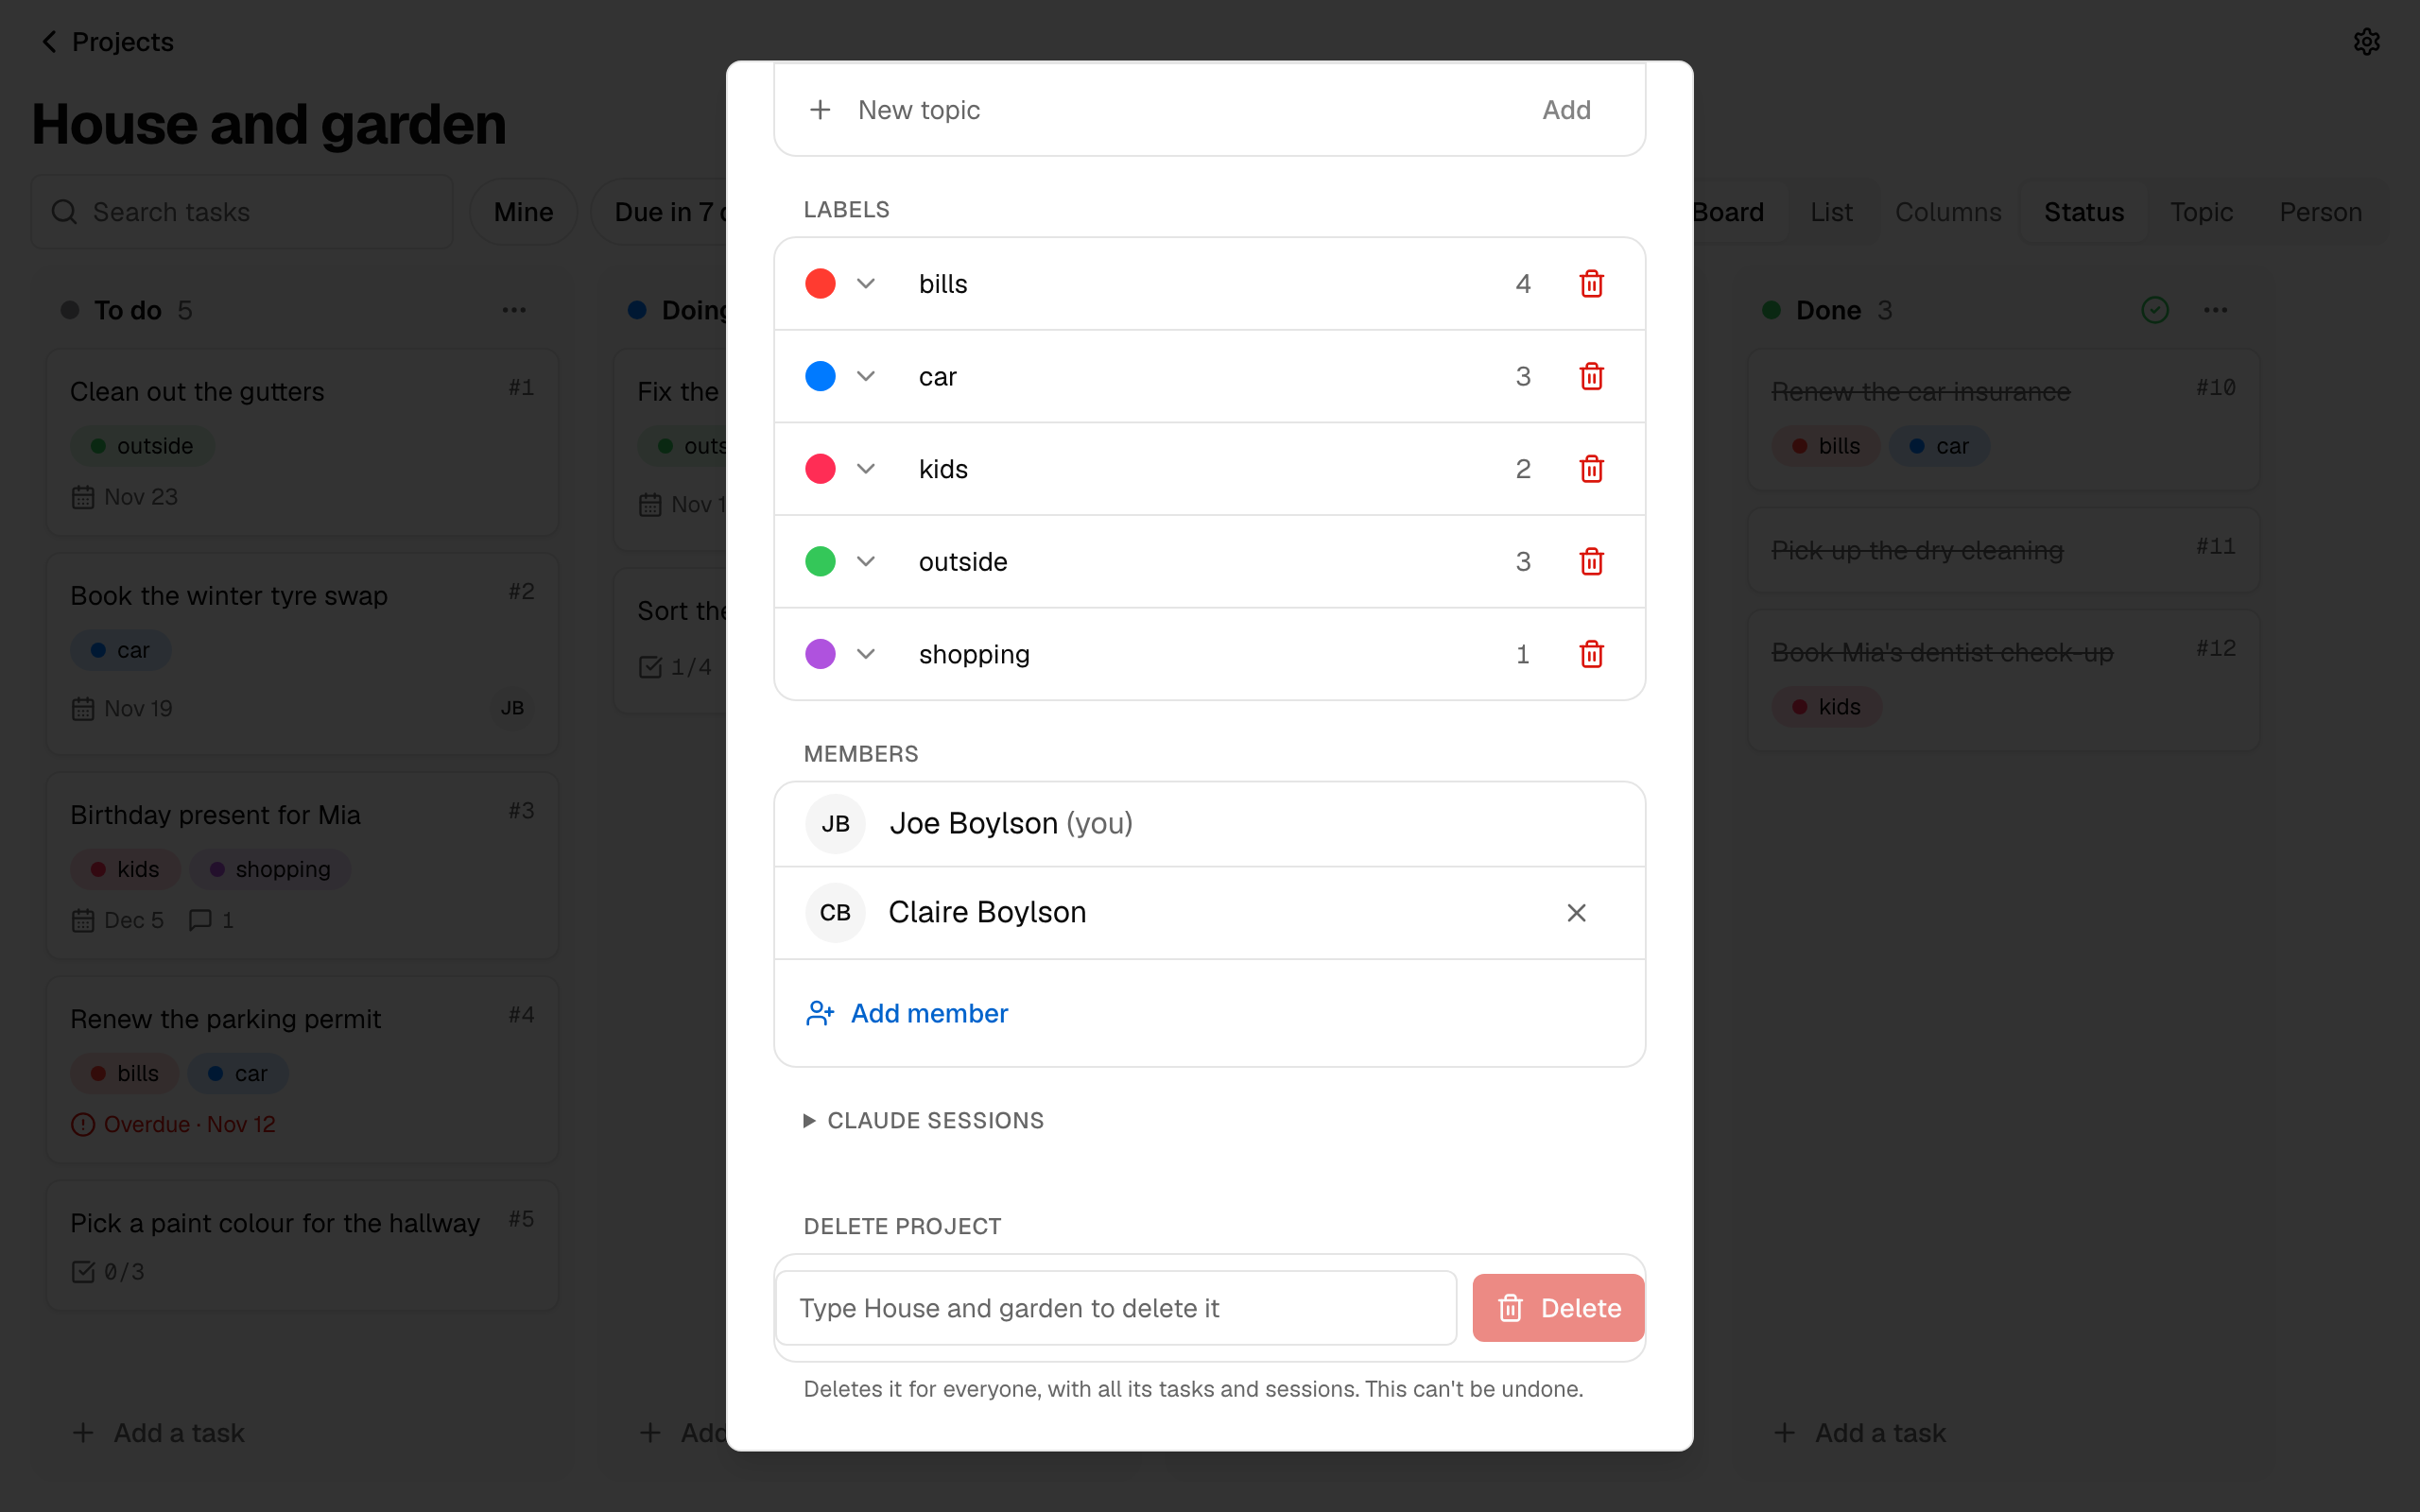 Projects
House and garden
Search tasks
Mine
Due in 7
Board
List
Columns
Status
Topic
Person
To do 5
Clean out the gutters #1
outside
Nov 23
Book the winter tyre swap #2
car
Nov 19
JB
Birthday present for Mia #3
kids
shopping
Dec 5
1
Renew the parking permit #4
bills
car
Overdue · Nov 12
Pick a paint colour for the hallway #5
0/3
Add a task
Doing
Fix the
Nov 1
Sort the
1/4
New topic
Add
LABELS
bills 4
car 3
kids 2
outside 3
shopping 1
MEMBERS
JB Joe Boylson (you)
CB Claire Boylson
Add member
CLAUDE SESSIONS
DELETE PROJECT
Type House and garden to delete it
Delete
Deletes it for everyone, with all its tasks and sessions. This can't be undone.
Done 3
Renew the car insurance #10
bills
car
Pick up the dry cleaning #11
Book Mia's dentist check-up #12
kids
Add a task